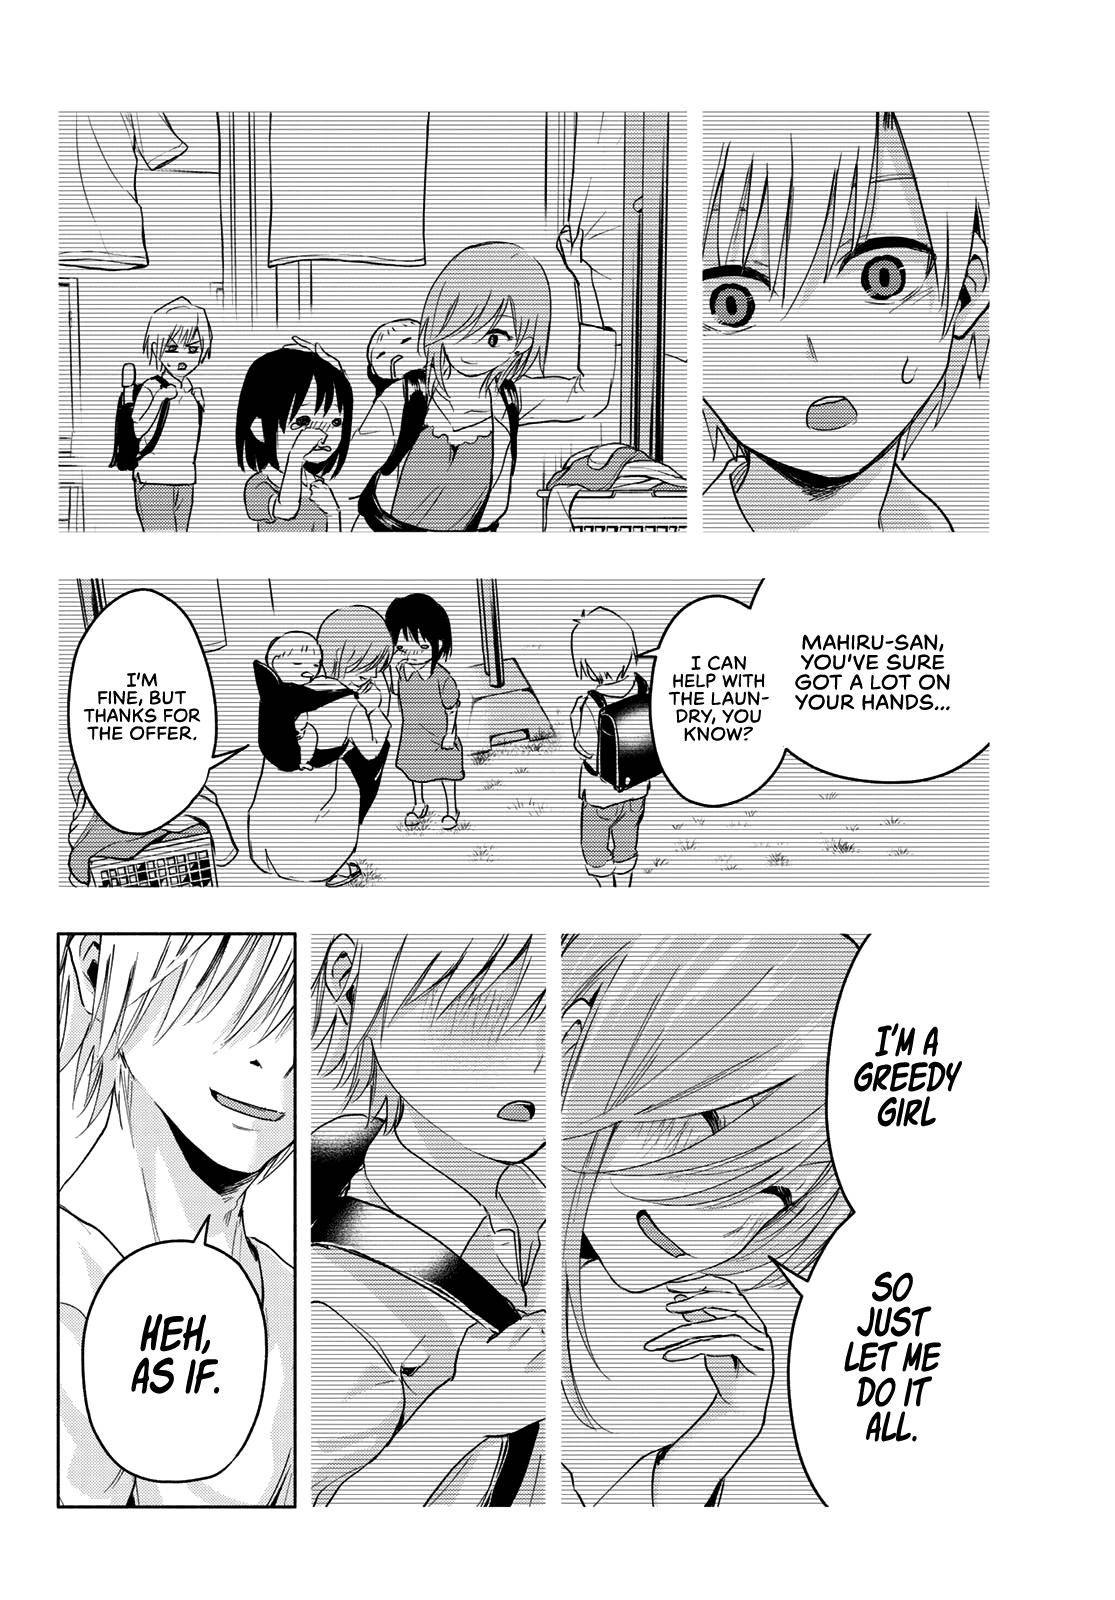 MAHIRU-SAN,
YOU'VE SURE
GOT A LOT ON
YOUR HANDS...
I CAN
HELP WITH
THE LAUN-
DRY, YOU
KNOW?
I'M
FINE, BUT
THANKS FOR
THE OFFER.
I'M A
GREEDY
GIRL
SO
JUST
LET ME
DO IT
ALL.
HEH,
AS IF.